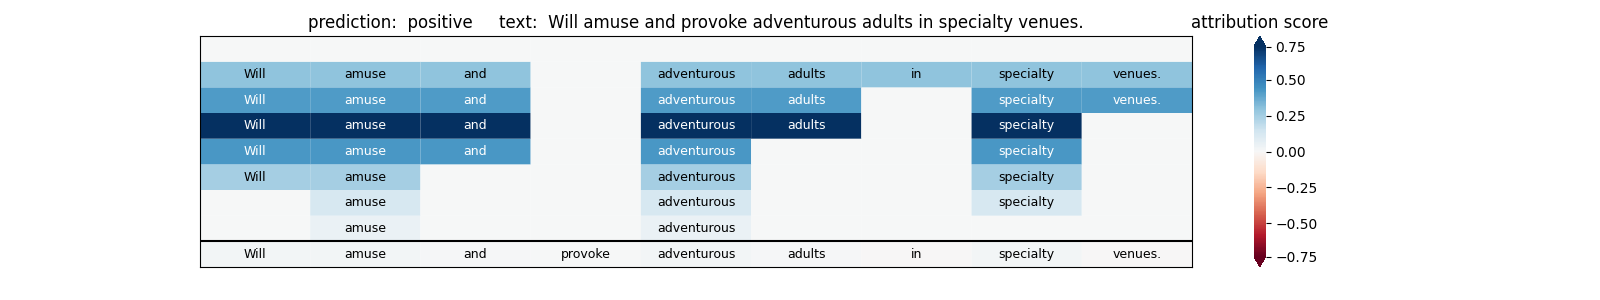 prediction: positive text: Will amuse and provoke adventurous adults in specialty venues. attribution score
Will amuse and adventurous adults in specialty venues.
Will amuse and adventurous adults specialty venues.
Will amuse and adventurous adults specialty
Will amuse and adventurous specialty
Will amuse adventurous specialty
amuse adventurous specialty
amuse adventurous
Will amuse and provoke adventurous adults in specialty venues.
0.75
0.50
0.25
0.00
−0.25
−0.50
−0.75